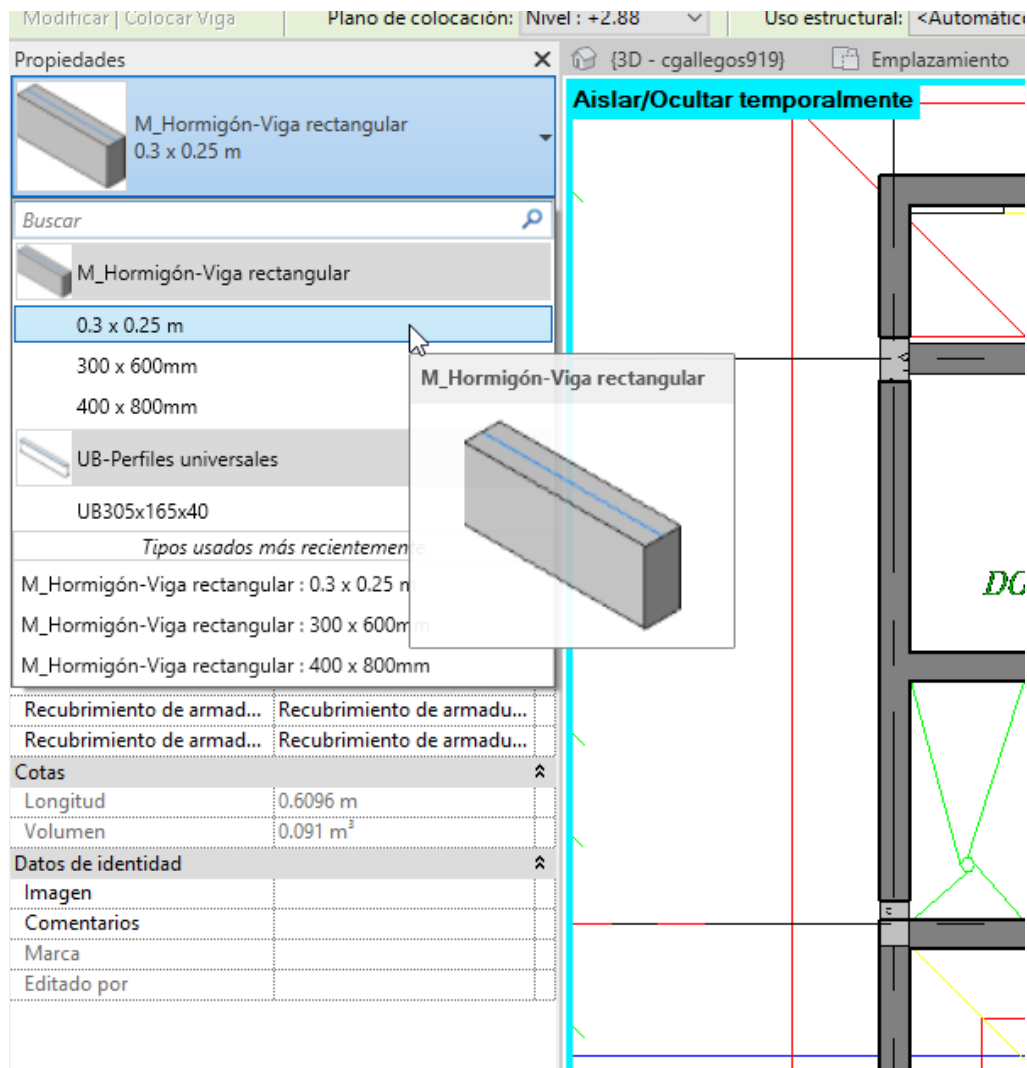 Modificar | Colocar Viga Plano de colocación: Nivel : +2.88 Uso estructural: <Automático
Propiedades
{3D - cgallegos919} Emplazamiento
M_Hormigón-Viga rectangular
0.3 x 0.25 m
Aislar/Ocultar temporalmente
Buscar
M_Hormigón-Viga rectangular
0.3 x 0.25 m
300 x 600mm
400 x 800mm
M_Hormigón-Viga rectangular
UB-Perfiles universales
UB305x165x40
Tipos usados más recientemente
M_Hormigón-Viga rectangular : 0.3 x 0.25 m
M_Hormigón-Viga rectangular : 300 x 600mm
M_Hormigón-Viga rectangular : 400 x 800mm
DO
Recubrimiento de armad... Recubrimiento de armadu...
Recubrimiento de armad... Recubrimiento de armadu...
Cotas
Longitud 0.6096 m
Volumen 0.091 m³
Datos de identidad
Imagen
Comentarios
Marca
Editado por